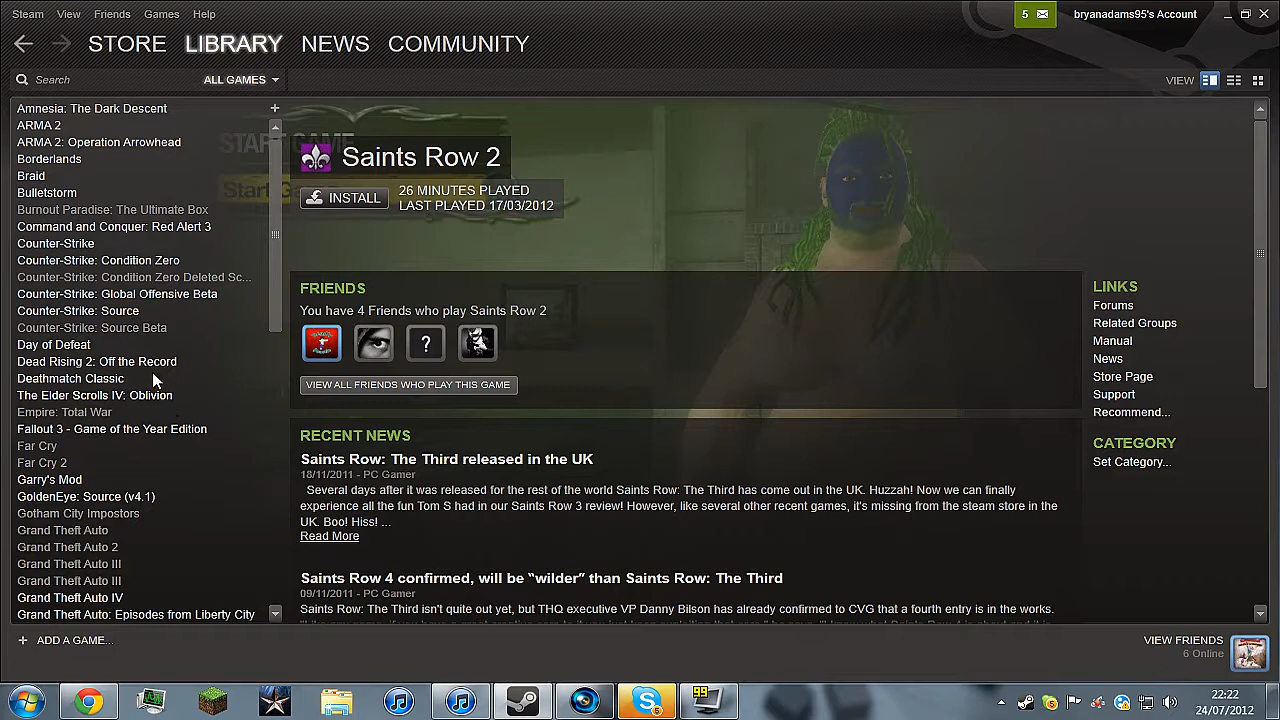 Steam View Friends Games Help
5 bryanadams95's Account
STORE LIBRARY NEWS COMMUNITY
Search ALL GAMES VIEW
Amnesia: The Dark Descent
ARMA 2
ARMA 2: Operation Arrowhead
Borderlands
Braid
Bulletstorm
Burnout Paradise: The Ultimate Box
Command and Conquer: Red Alert 3
Counter-Strike
Counter-Strike: Condition Zero
Counter-Strike: Condition Zero Deleted Sc...
Counter-Strike: Global Offensive Beta
Counter-Strike: Source
Counter-Strike: Source Beta
Day of Defeat
Dead Rising 2: Off the Record
Deathmatch Classic
The Elder Scrolls IV: Oblivion
Empire: Total War
Fallout 3 - Game of the Year Edition
Far Cry
Far Cry 2
Garry's Mod
GoldenEye: Source (v4.1)
Gotham City Impostors
Grand Theft Auto
Grand Theft Auto 2
Grand Theft Auto III
Grand Theft Auto III
Grand Theft Auto IV
Grand Theft Auto: Episodes from Liberty City
+ ADD A GAME...
START GAME
Saints Row 2
INSTALL
26 MINUTES PLAYED
LAST PLAYED 17/03/2012
FRIENDS
You have 4 Friends who play Saints Row 2
?
VIEW ALL FRIENDS WHO PLAY THIS GAME
RECENT NEWS
Saints Row: The Third released in the UK
18/11/2011 - PC Gamer
Several days after it was released for the rest of the world Saints Row: The Third has come out in the UK. Huzzah! Now we can finally
experience all the fun Tom S had in our Saints Row 3 review! However, like several other recent games, it's missing from the steam store in the
UK. Boo! Hiss! ...
Read More
Saints Row 4 confirmed, will be "wilder" than Saints Row: The Third
09/11/2011 - PC Gamer
Saints Row: The Third isn't quite out yet, but THQ executive VP Danny Bilson has already confirmed to CVG that a fourth entry is in the works.
LINKS
Forums
Related Groups
Manual
News
Store Page
Support
Recommend...
CATEGORY
Set Category...
VIEW FRIENDS
6 Online
99
22:22
24/07/2012